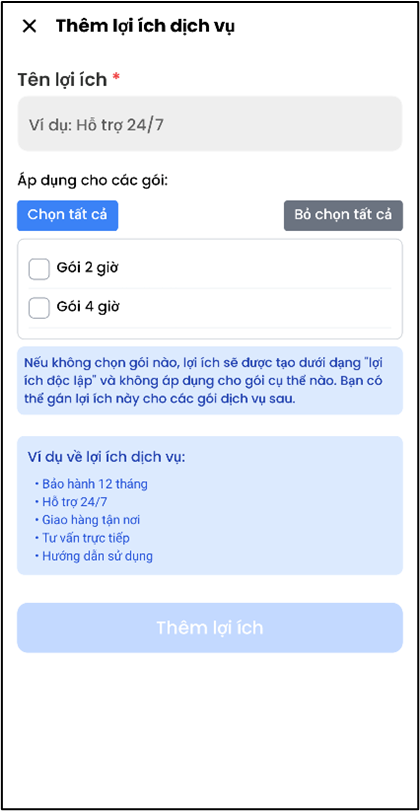 Thêm lợi ích dịch vụ
Tên lợi ích *
Ví dụ: Hỗ trợ 24/7
Áp dụng cho các gói:
Chọn tất cả
Bỏ chọn tất cả
Gói 2 giờ
Gói 4 giờ
Nếu không chọn gói nào, lợi ích sẽ được tạo dưới dạng "lợi
ích độc lập" và không áp dụng cho gói cụ thể nào. Bạn có
thể gán lợi ích này cho các gói dịch vụ sau.
Ví dụ về lợi ích dịch vụ:
• Bảo hành 12 tháng
• Hỗ trợ 24/7
• Giao hàng tận nơi
• Tư vấn trực tiếp
• Hướng dẫn sử dụng
Thêm lợi ích